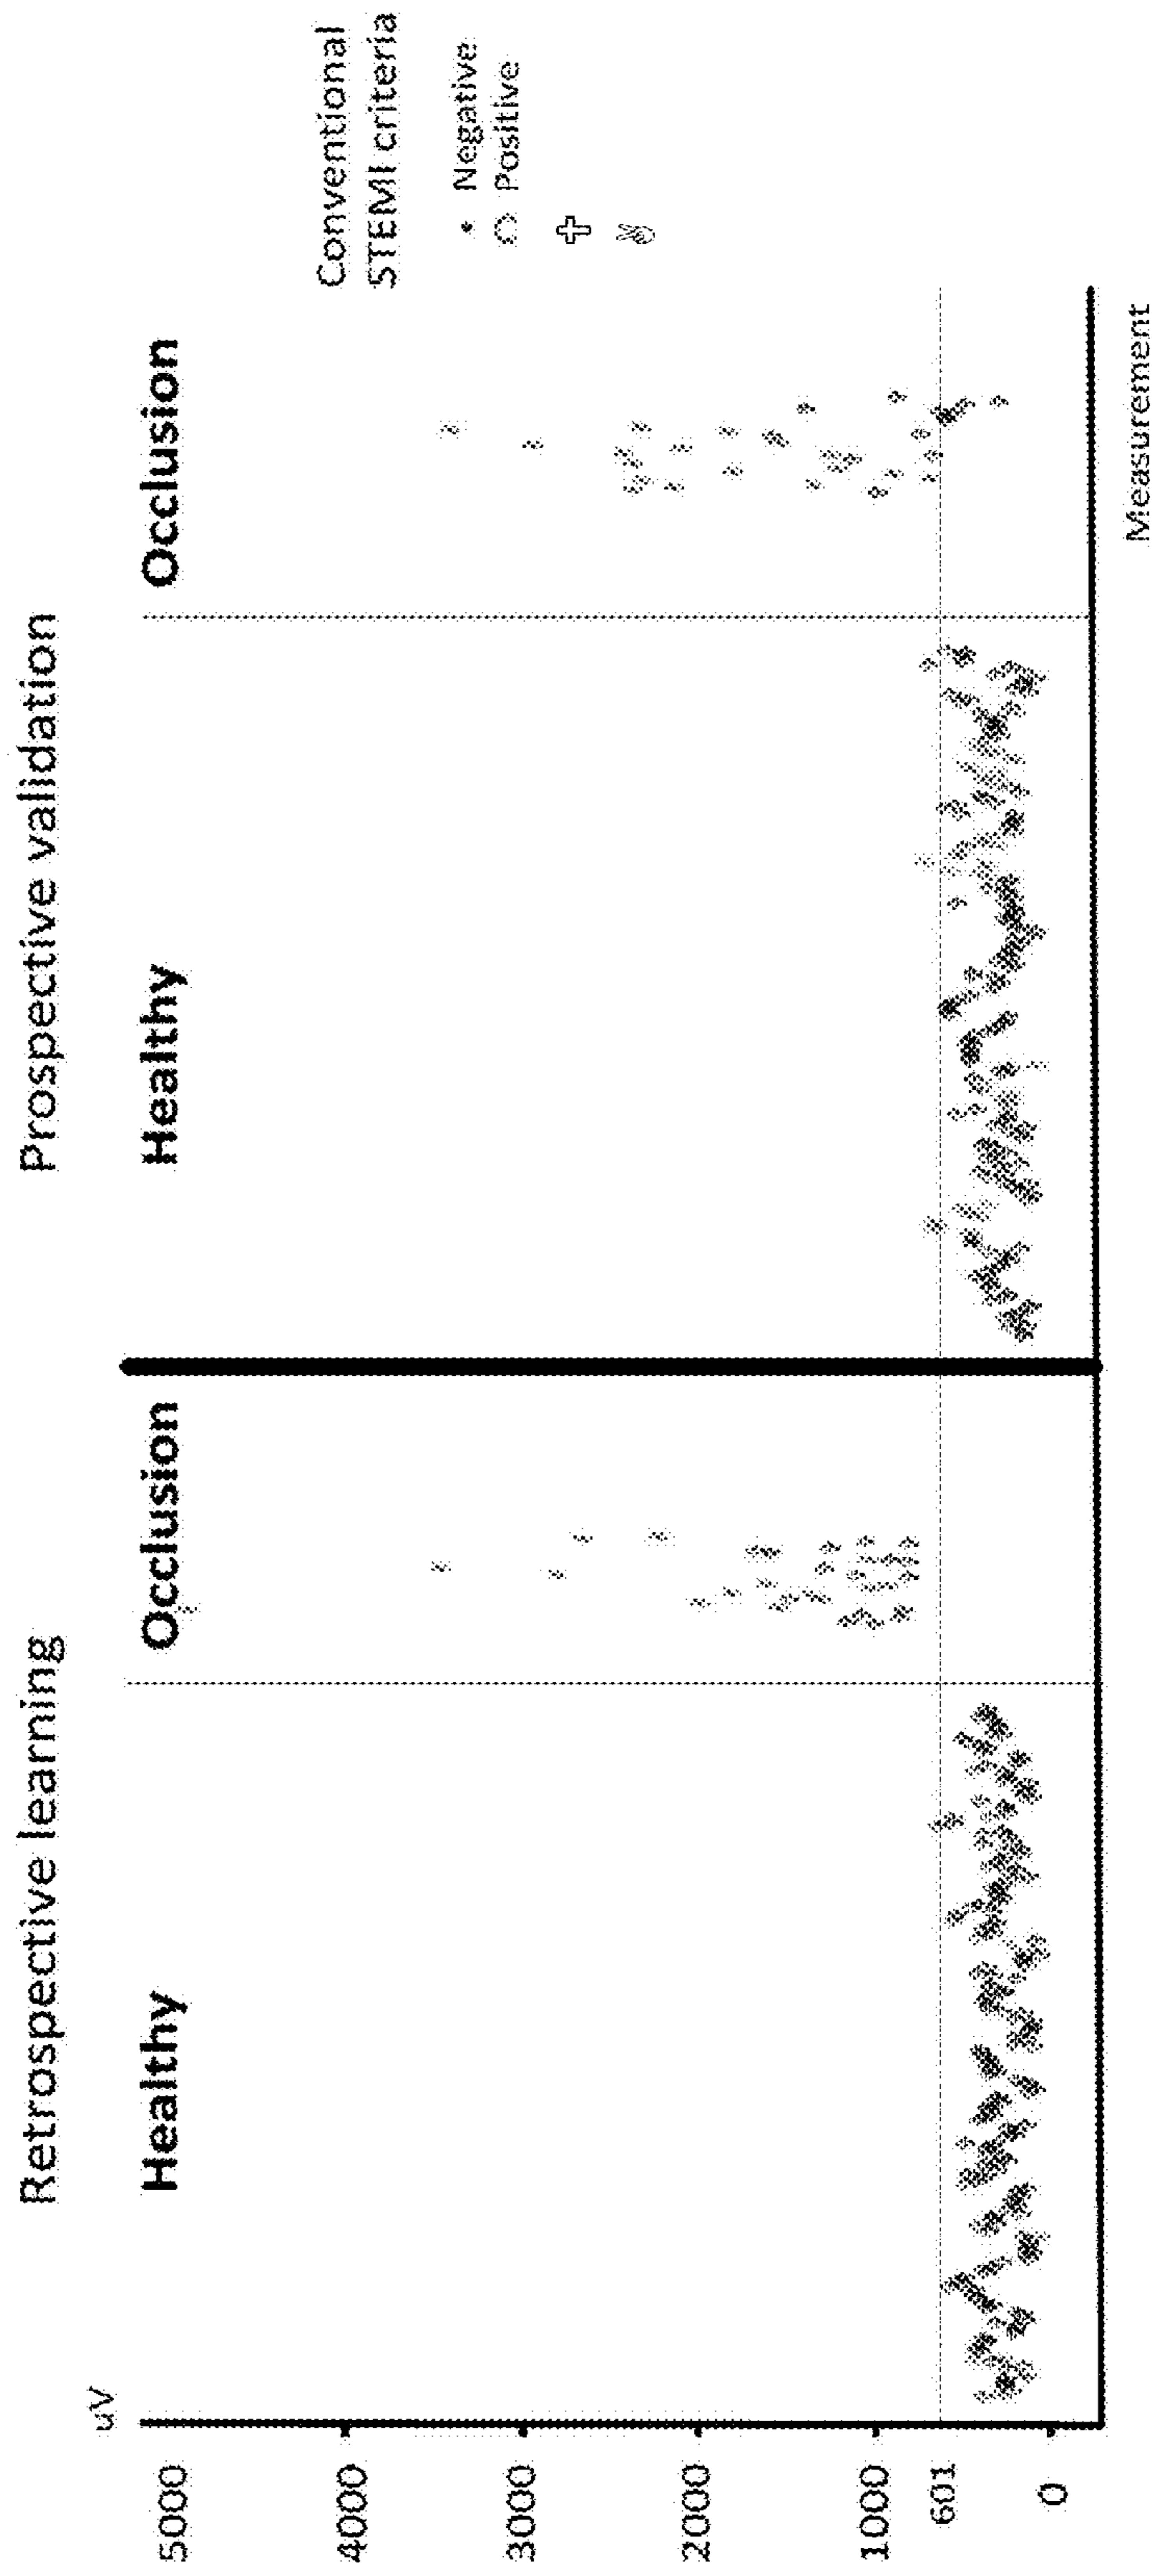 Retrospective learning
Prospective validation
uV
Healthy
Occlusion
Healthy
Occlusion
Conventional
STEMI criteria
Negative
Positive
5000
4000
3000
2000
1000
601
0
Measurement